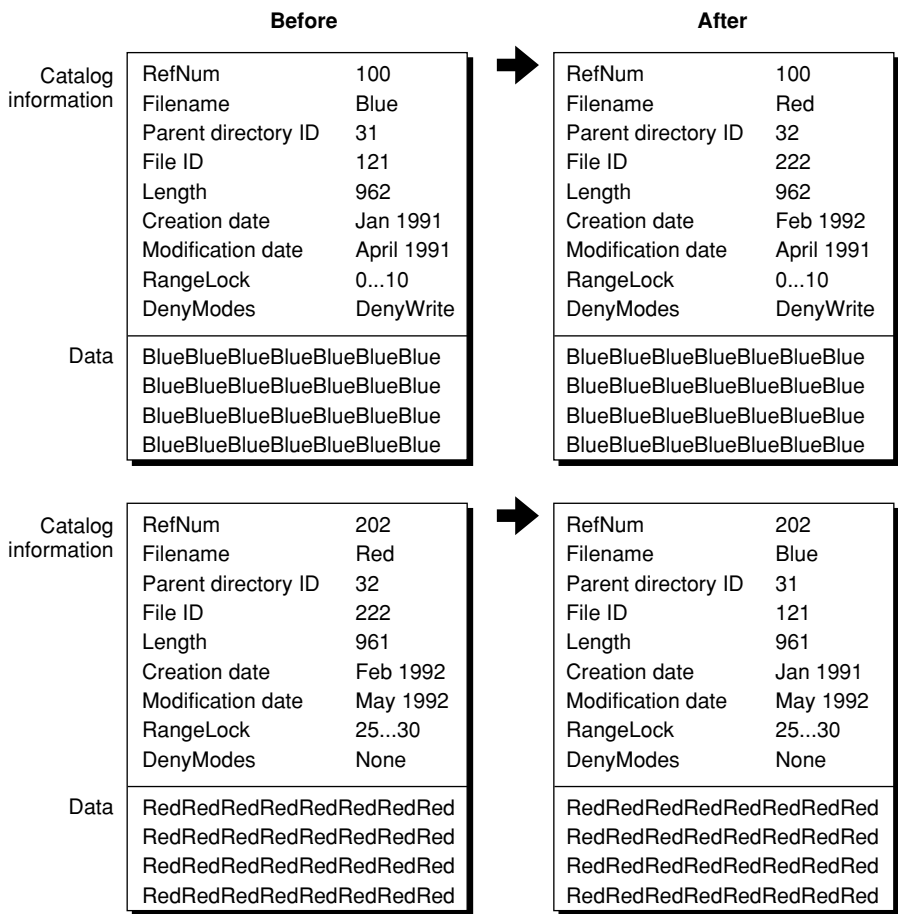 Before After
Catalog information
RefNum 100
Filename Blue
Parent directory ID 31
File ID 121
Length 962
Creation date Jan 1991
Modification date April 1991
RangeLock 0...10
DenyModes DenyWrite
Data
BlueBlueBlueBlueBlueBlueBlue
BlueBlueBlueBlueBlueBlueBlue
BlueBlueBlueBlueBlueBlueBlue
BlueBlueBlueBlueBlueBlueBlue
RefNum 100
Filename Red
Parent directory ID 32
File ID 222
Length 962
Creation date Feb 1992
Modification date April 1991
RangeLock 0...10
DenyModes DenyWrite
BlueBlueBlueBlueBlueBlueBlue
BlueBlueBlueBlueBlueBlueBlue
BlueBlueBlueBlueBlueBlueBlue
BlueBlueBlueBlueBlueBlueBlue
Catalog information
RefNum 202
Filename Red
Parent directory ID 32
File ID 222
Length 961
Creation date Feb 1992
Modification date May 1992
RangeLock 25...30
DenyModes None
Data
RedRedRedRedRedRedRedRed
RedRedRedRedRedRedRedRed
RedRedRedRedRedRedRedRed
RedRedRedRedRedRedRedRed
RefNum 202
Filename Blue
Parent directory ID 31
File ID 121
Length 961
Creation date Jan 1991
Modification date May 1992
RangeLock 25...30
DenyModes None
RedRedRedRedRedRedRedRed
RedRedRedRedRedRedRedRed
RedRedRedRedRedRedRedRed
RedRedRedRedRedRedRedRed